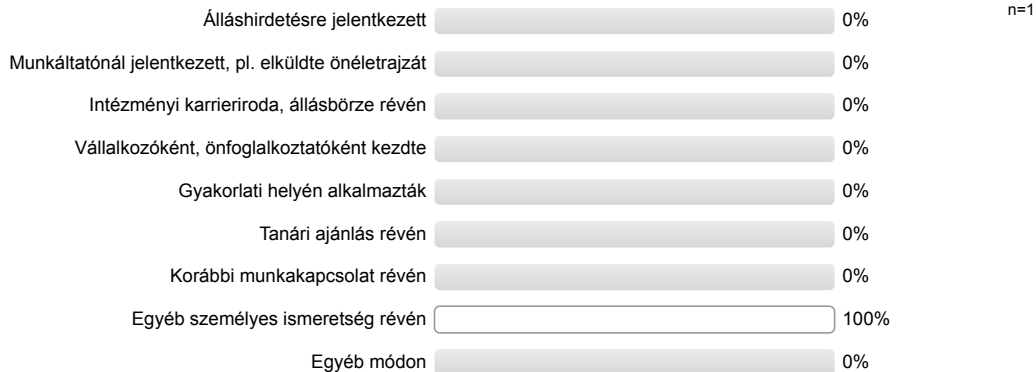 Álláshirdetésre jelentkezett 0% n=1
Munkáltatónál jelentkezett, pl. elküldte önéletrajzát 0%
Intézményi karrieriroda, állásbörze révén 0%
Vállalkozóként, önfoglalkoztatóként kezdte 0%
Gyakorlati helyén alkalmazták 0%
Tanári ajánlás révén 0%
Korábbi munkakapcsolat révén 0%
Egyéb személyes ismeretség révén 100%
Egyéb módon 0%